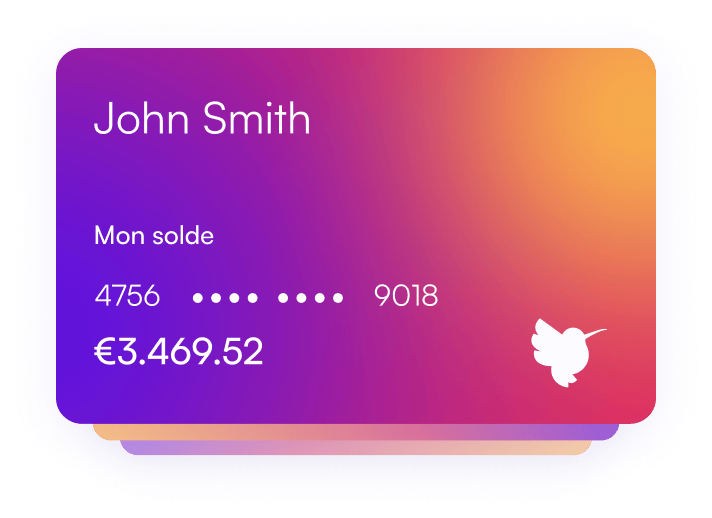 John Smith
Mon solde
4756 •••• •••• 9018
€3.469.52